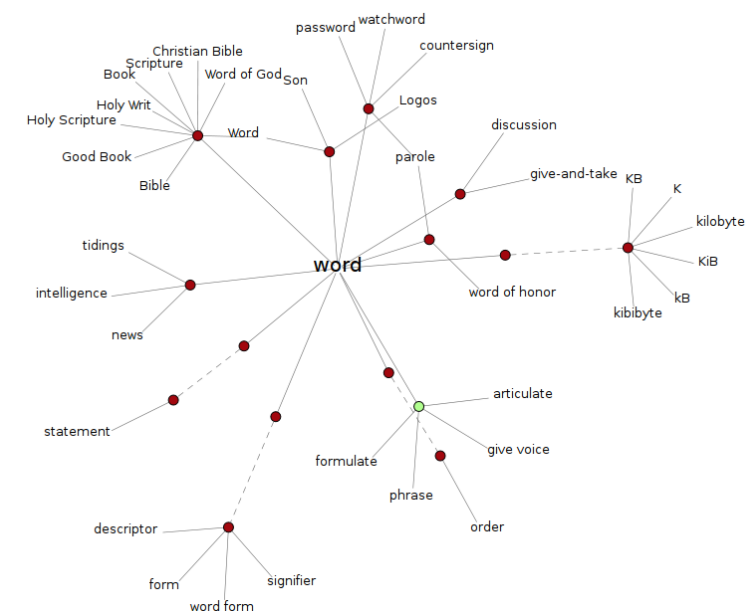 watchword
password
countersign
Christian Bible
Scripture
Book
Word of God
Son
Logos
Holy Writ
Holy Scripture
Word
discussion
Good Book
parole
give-and-take
KB
K
Bible
kilobyte
tidings
word
KiB
intelligence
word of honor
kB
kibibyte
news
articulate
statement
give voice
formulate
phrase
order
descriptor
signifier
form
word form